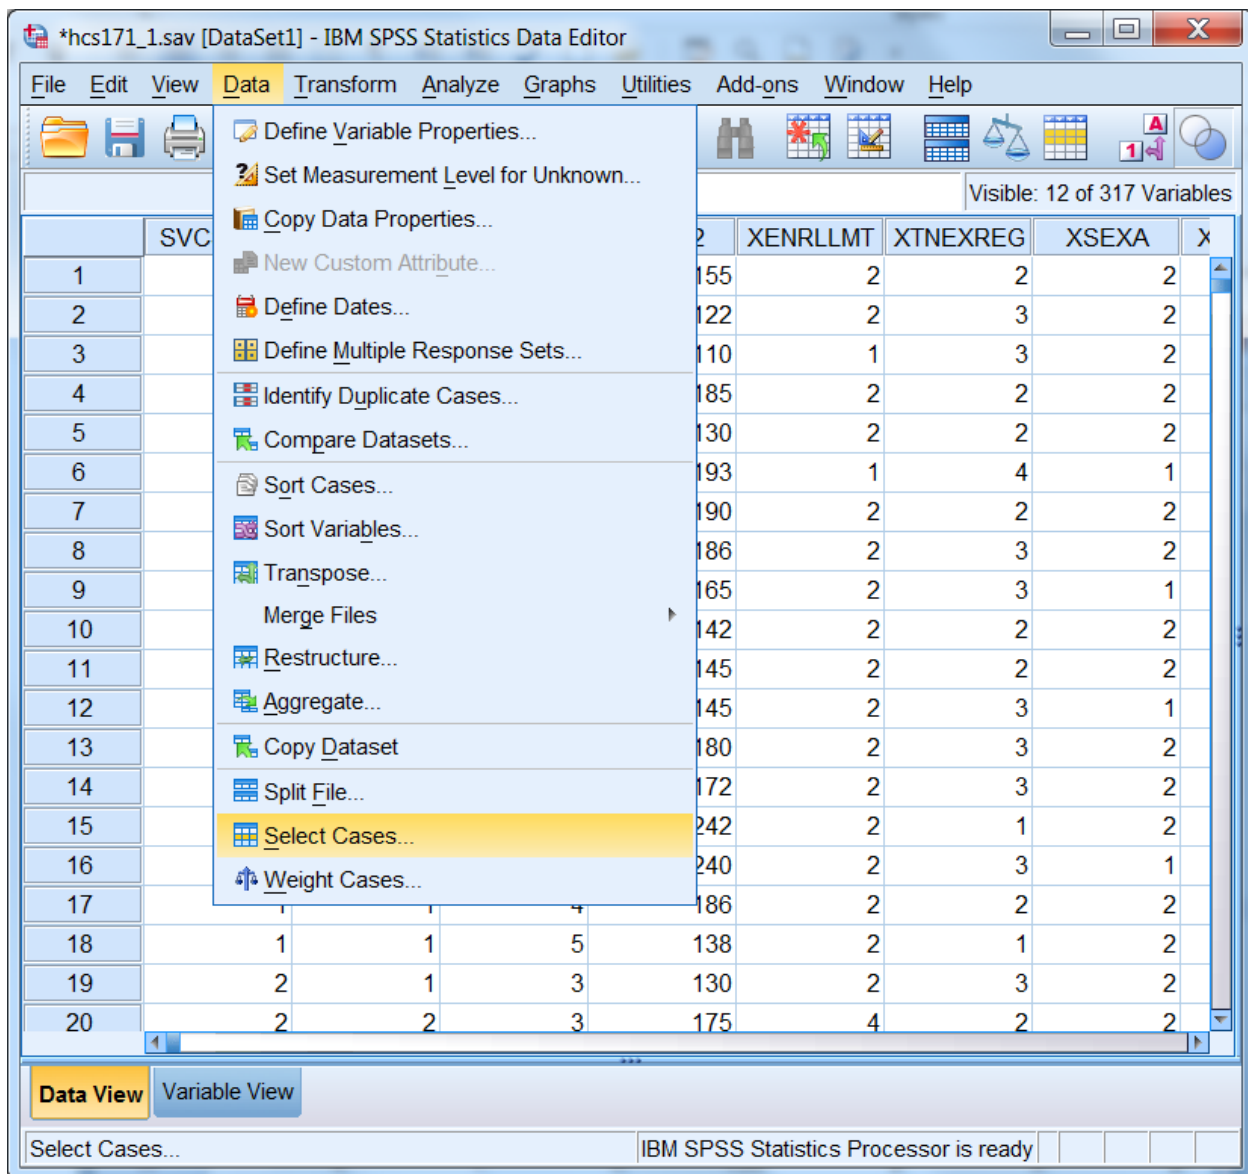 *hcs171_1.sav [DataSet1] - IBM SPSS Statistics Data Editor
File Edit View Data Transform Analyze Graphs Utilities Add-ons Window Help
Define Variable Properties...
Set Measurement Level for Unknown...
Copy Data Properties...
New Custom Attribute...
Define Dates...
Define Multiple Response Sets...
Identify Duplicate Cases...
Compare Datasets...
Sort Cases...
Sort Variables...
Transpose...
Merge Files
Restructure...
Aggregate...
Copy Dataset
Split File...
Select Cases...
Weight Cases...
A
1
Visible: 12 of 317 Variables
SVC 2 XENRLLMT XTNEXREG XSEXA X
1 155 2 2 2
2 122 2 3 2
3 110 1 3 2
4 185 2 2 2
5 130 2 2 2
6 193 1 4 1
7 190 2 2 2
8 186 2 3 2
9 165 2 3 1
10 142 2 2 2
11 145 2 2 2
12 145 2 3 1
13 180 2 3 2
14 172 2 3 2
15 242 2 1 2
16 240 2 3 1
17 1 1 4 186 2 2 2
18 1 1 5 138 2 1 2
19 2 1 3 130 2 3 2
20 2 2 3 175 4 2 2
Data View Variable View
Select Cases... IBM SPSS Statistics Processor is ready